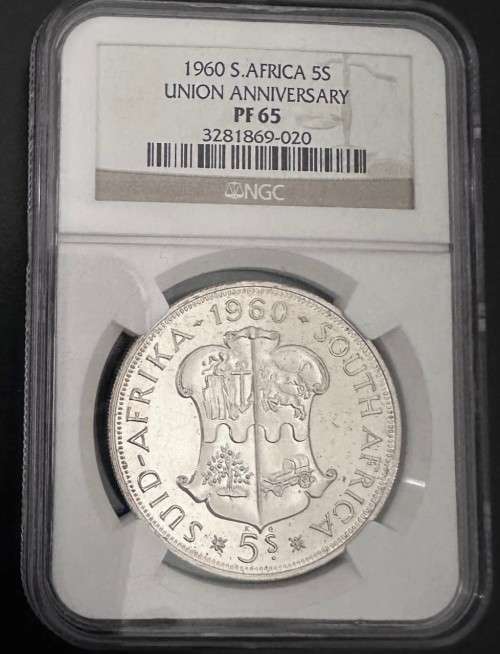 1960 S.AFRICA 5S
UNION ANNIVERSARY
PF 65
3281869-020
NGC
SUID-AFRIKA · 1960 · SOUTH AFRICA
K G
5S